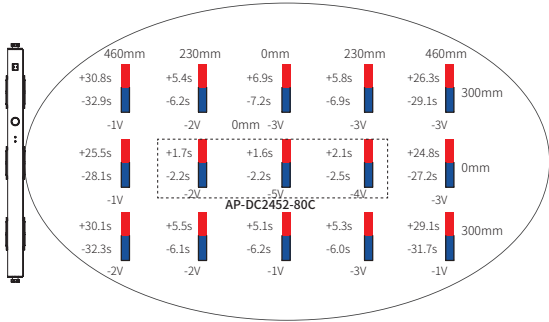 460mm 230mm 0mm 230mm 460mm
+30.8s +5.4s +6.9s +5.8s +26.3s
300mm
-32.9s -6.2s -7.2s -6.9s -29.1s
-1V -2V -3V -3V -3V
0mm
+25.5s +1.7s +1.6s +2.1s +24.8s
0mm
-28.1s -2.2s -2.2s -2.5s -27.2s
-1V -2V -5V -4V -3V
AP-DC2452-80C
+30.1s +5.5s +5.1s +5.3s +29.1s
300mm
-32.3s -6.1s -6.2s -6.0s -31.7s
-2V -2V -1V -3V -1V